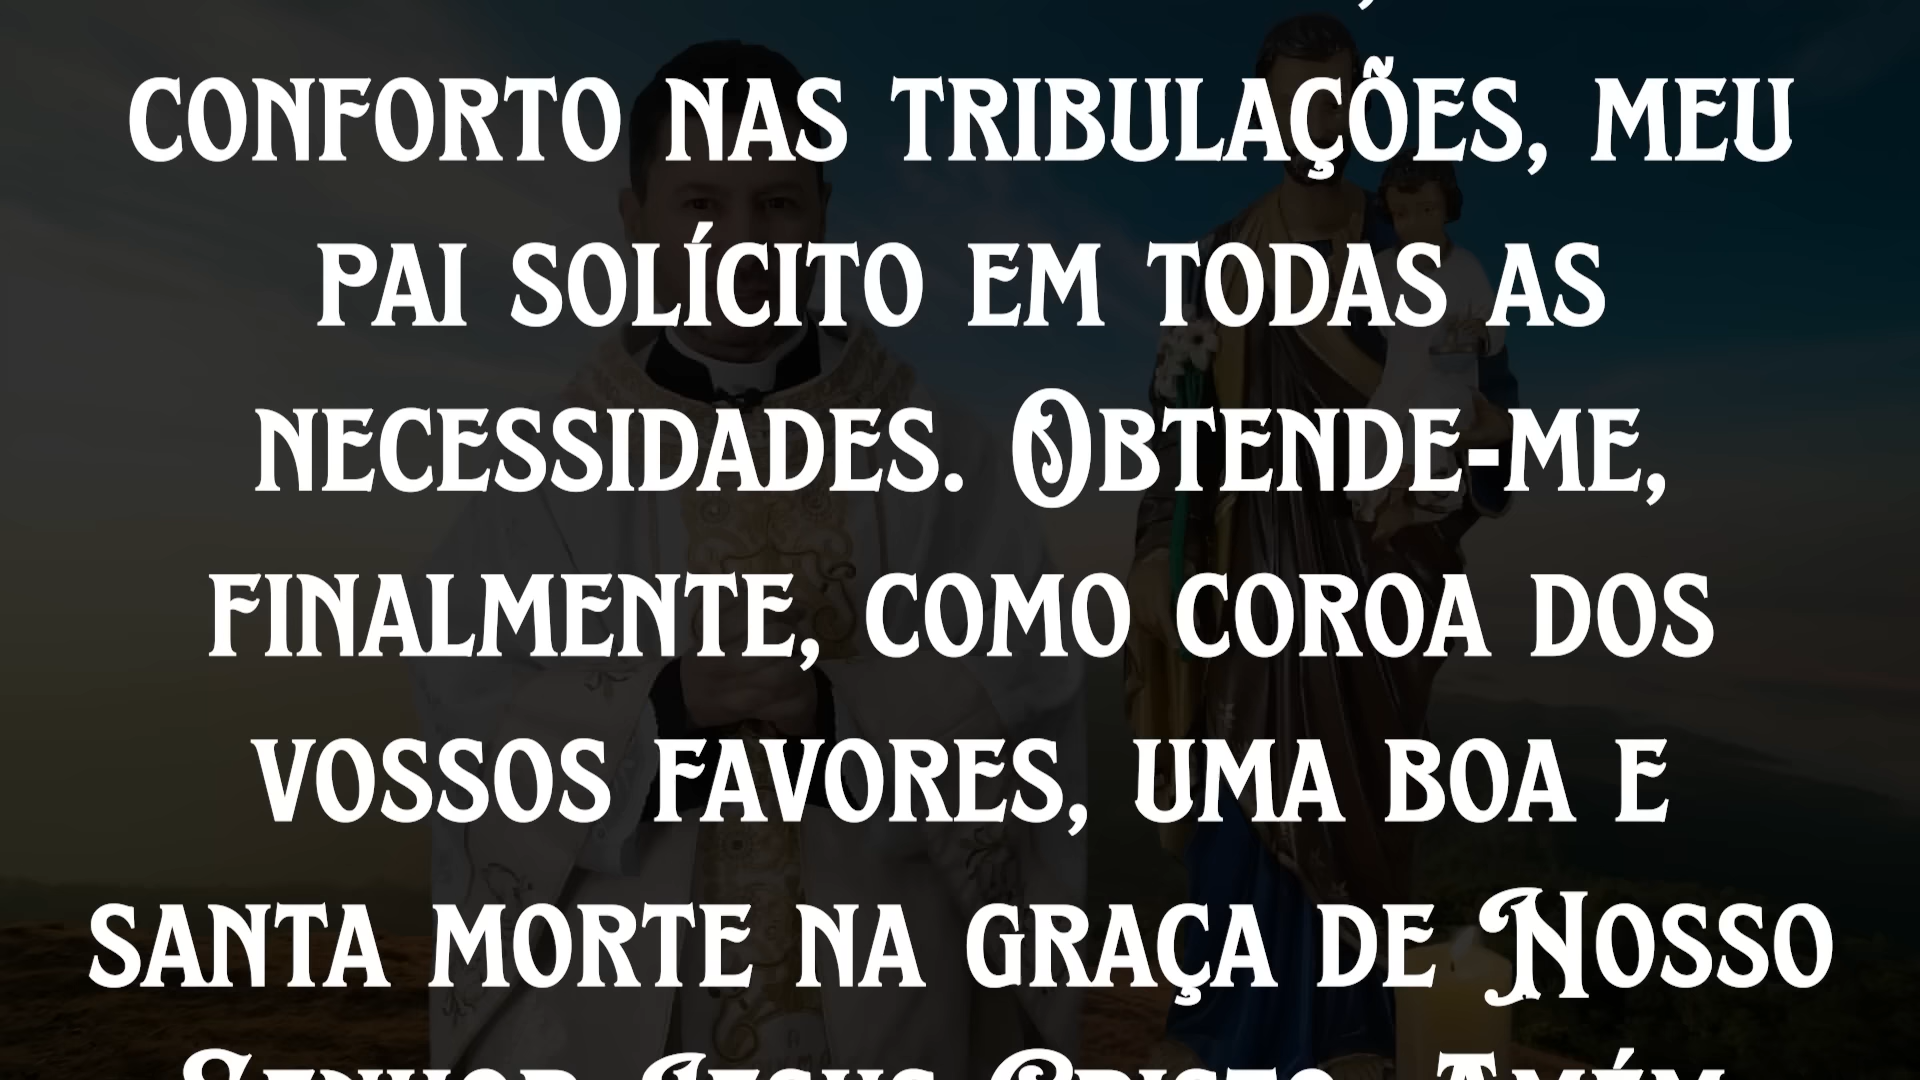 conforto nas tribulações, meu
pai solícito em todas as
necessidades. Obtende-me,
finalmente, como coroa dos
vossos favores, uma boa e
santa morte na graça de Nosso
Senhor Jesus Cristo. Amém